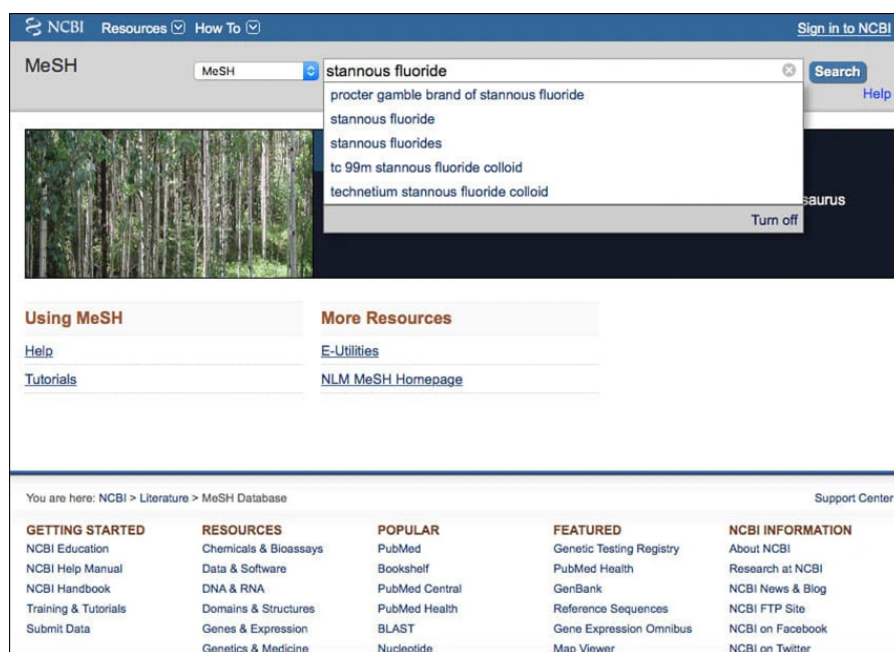 NCBI Resources How To Sign in to NCBI
MeSH MeSH stannous fluoride Search
Help
procter gamble brand of stannous fluoride
stannous fluoride
stannous fluorides
tc 99m stannous fluoride colloid
technetium stannous fluoride colloid
saurus
Turn off
Using MeSH More Resources
Help E-Utilities
Tutorials NLM MeSH Homepage
You are here: NCBI > Literature > MeSH Database Support Center
GETTING STARTED RESOURCES POPULAR FEATURED NCBI INFORMATION
NCBI Education Chemicals & Bioassays PubMed Genetic Testing Registry About NCBI
NCBI Help Manual Data & Software Bookshelf PubMed Health Research at NCBI
NCBI Handbook DNA & RNA PubMed Central GenBank NCBI News & Blog
Training & Tutorials Domains & Structures PubMed Health Reference Sequences NCBI FTP Site
Submit Data Genes & Expression BLAST Gene Expression Omnibus NCBI on Facebook
Genetics & Medicine Nucleotide Map Viewer NCBI on Twitter